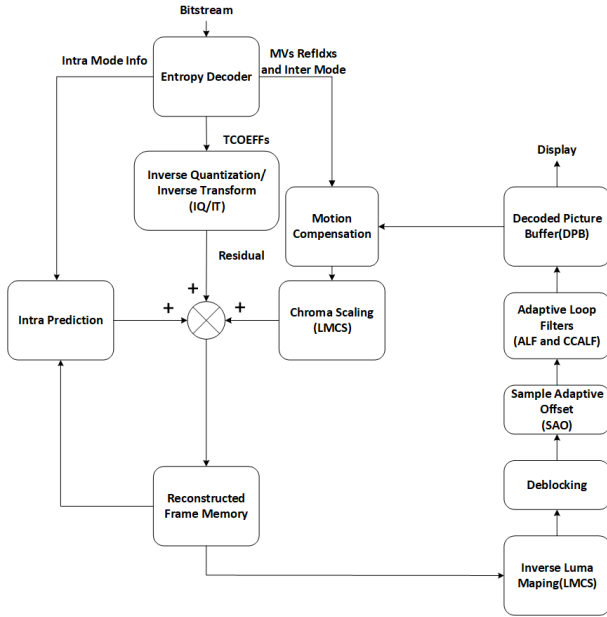 Bitstream
Intra Mode Info
MVs RefIdxs
and Inter Mode
Entropy Decoder
TCOEFFs
Display
Inverse Quantization/
Inverse Transform
(IQ/IT)
Motion
Compensation
Decoded Picture
Buffer(DPB)
Residual
+
+
+
Intra Prediction
Chroma Scaling
(LMCS)
Adaptive Loop
Filters
(ALF and CCALF)
Sample Adaptive
Offset
(SAO)
Deblocking
Reconstructed
Frame Memory
Inverse Luma
Maping(LMCS)